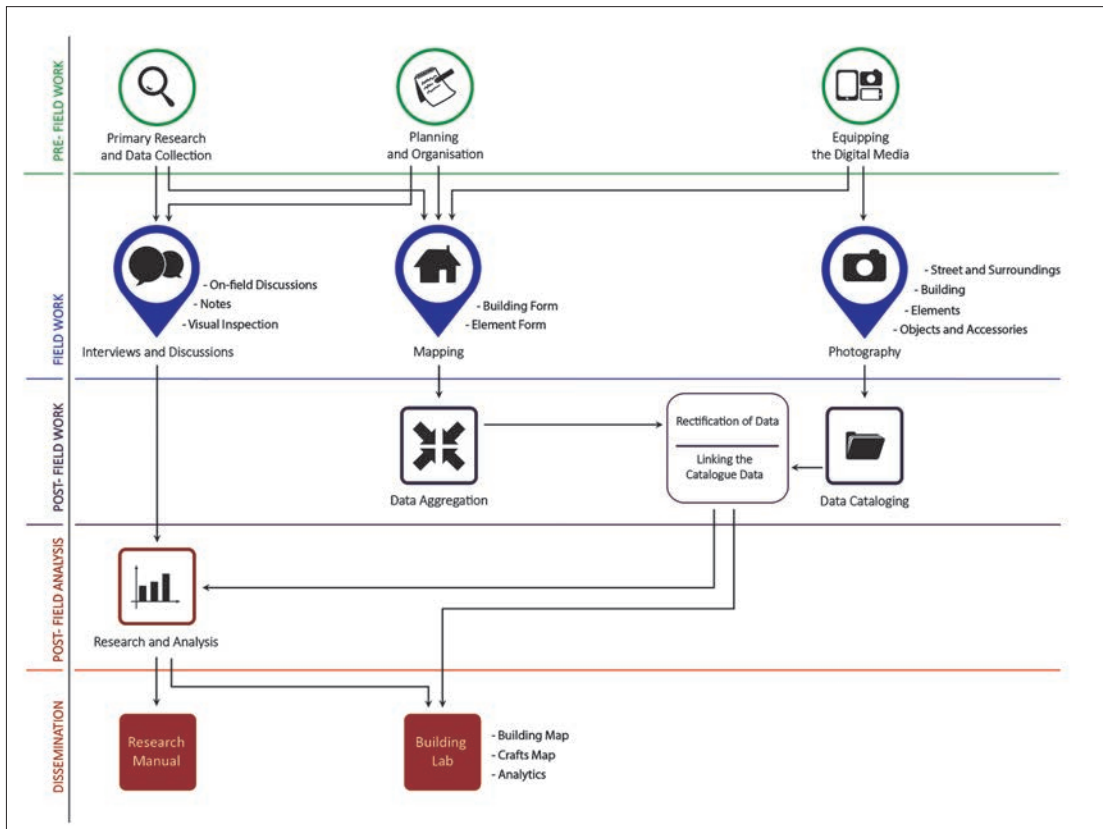 PRE- FIELD WORK
Primary Research
and Data Collection
Planning
and Organisation
Equipping
the Digital Media
FIELD WORK
- On-field Discussions
- Notes
- Visual Inspection
Interviews and Discussions
- Building Form
- Element Form
Mapping
- Street and Surroundings
- Building
- Elements
- Objects and Accessories
Photography
POST- FIELD WORK
Data Aggregation
Rectification of Data
Linking the
Catalogue Data
Data Cataloging
POST- FIELD ANALYSIS
Research and Analysis
DISSEMINATION
Research
Manual
Building
Lab
- Building Map
- Crafts Map
- Analytics